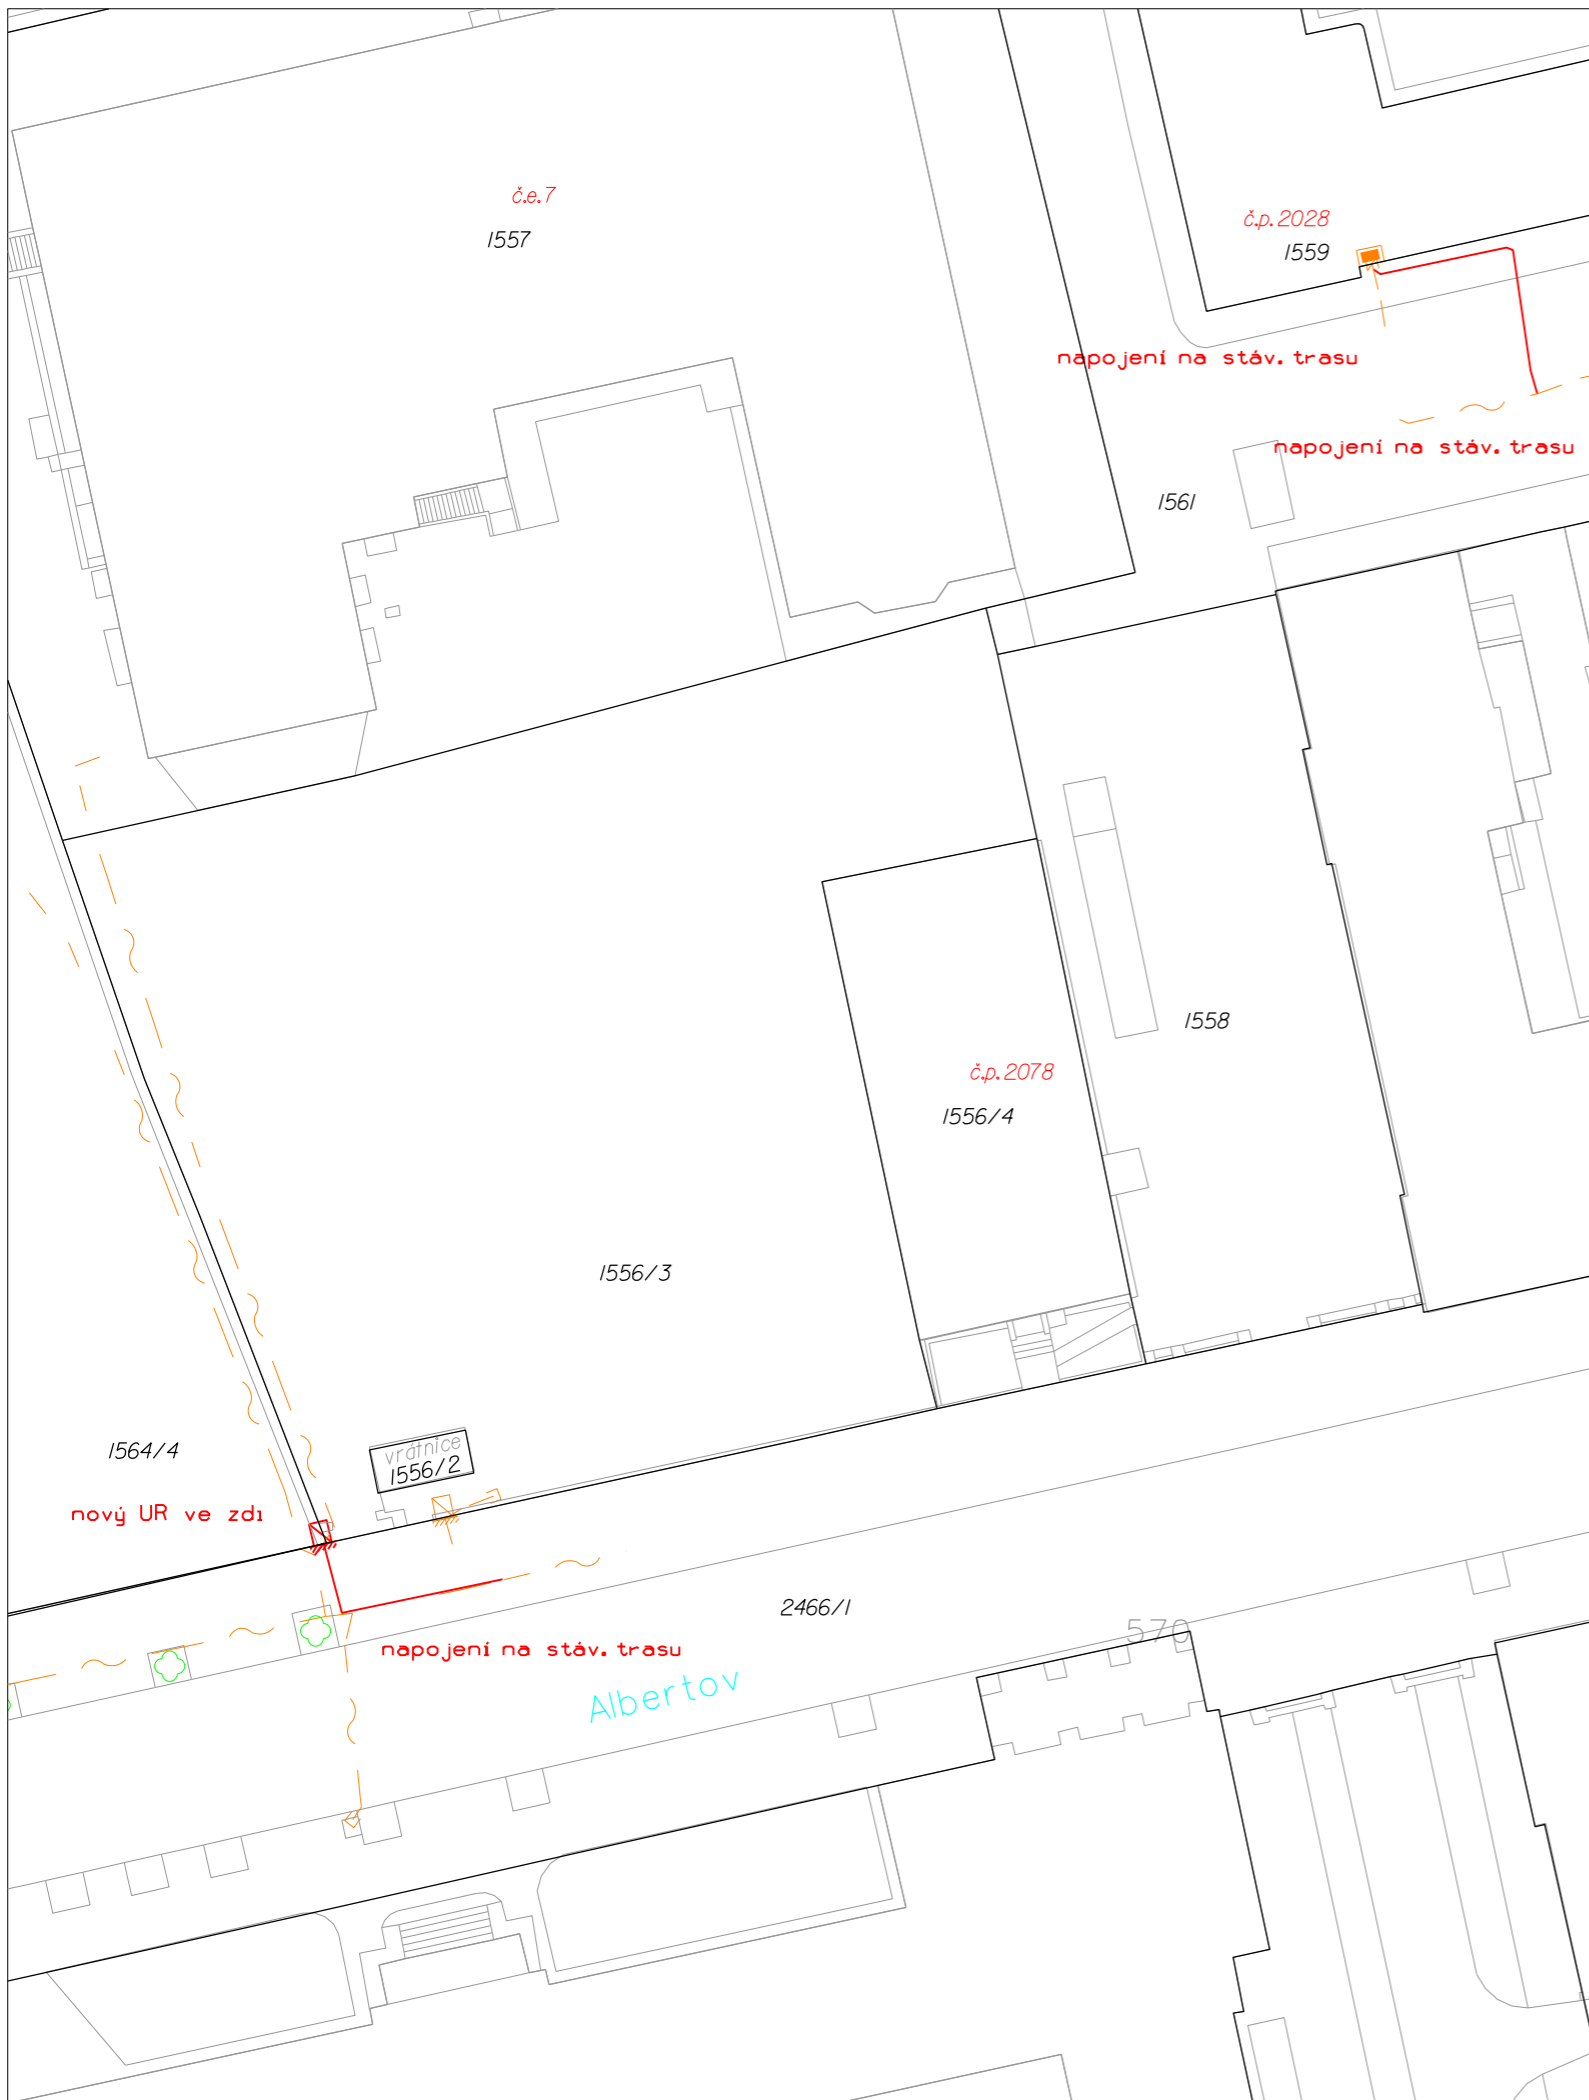 č.e.7
1557
č.p.2028
1559
napojení na stáv. trasu
napojení na stáv. trasu
1561
1558
č.p.2078
1556/4
1556/3
1564/4
vrátnice
1556/2
nový UR ve zdi
2466/1
570
napojení na stáv. trasu
Albertov